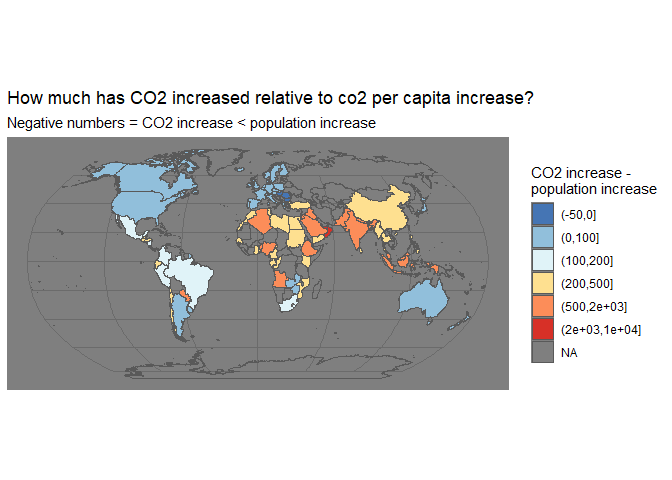 How much has CO2 increased relative to co2 per capita increase?
Negative numbers = CO2 increase < population increase
CO2 increase -
population increase
(-50,0]
(0,100]
(100,200]
(200,500]
(500,2e+03]
(2e+03,1e+04]
NA